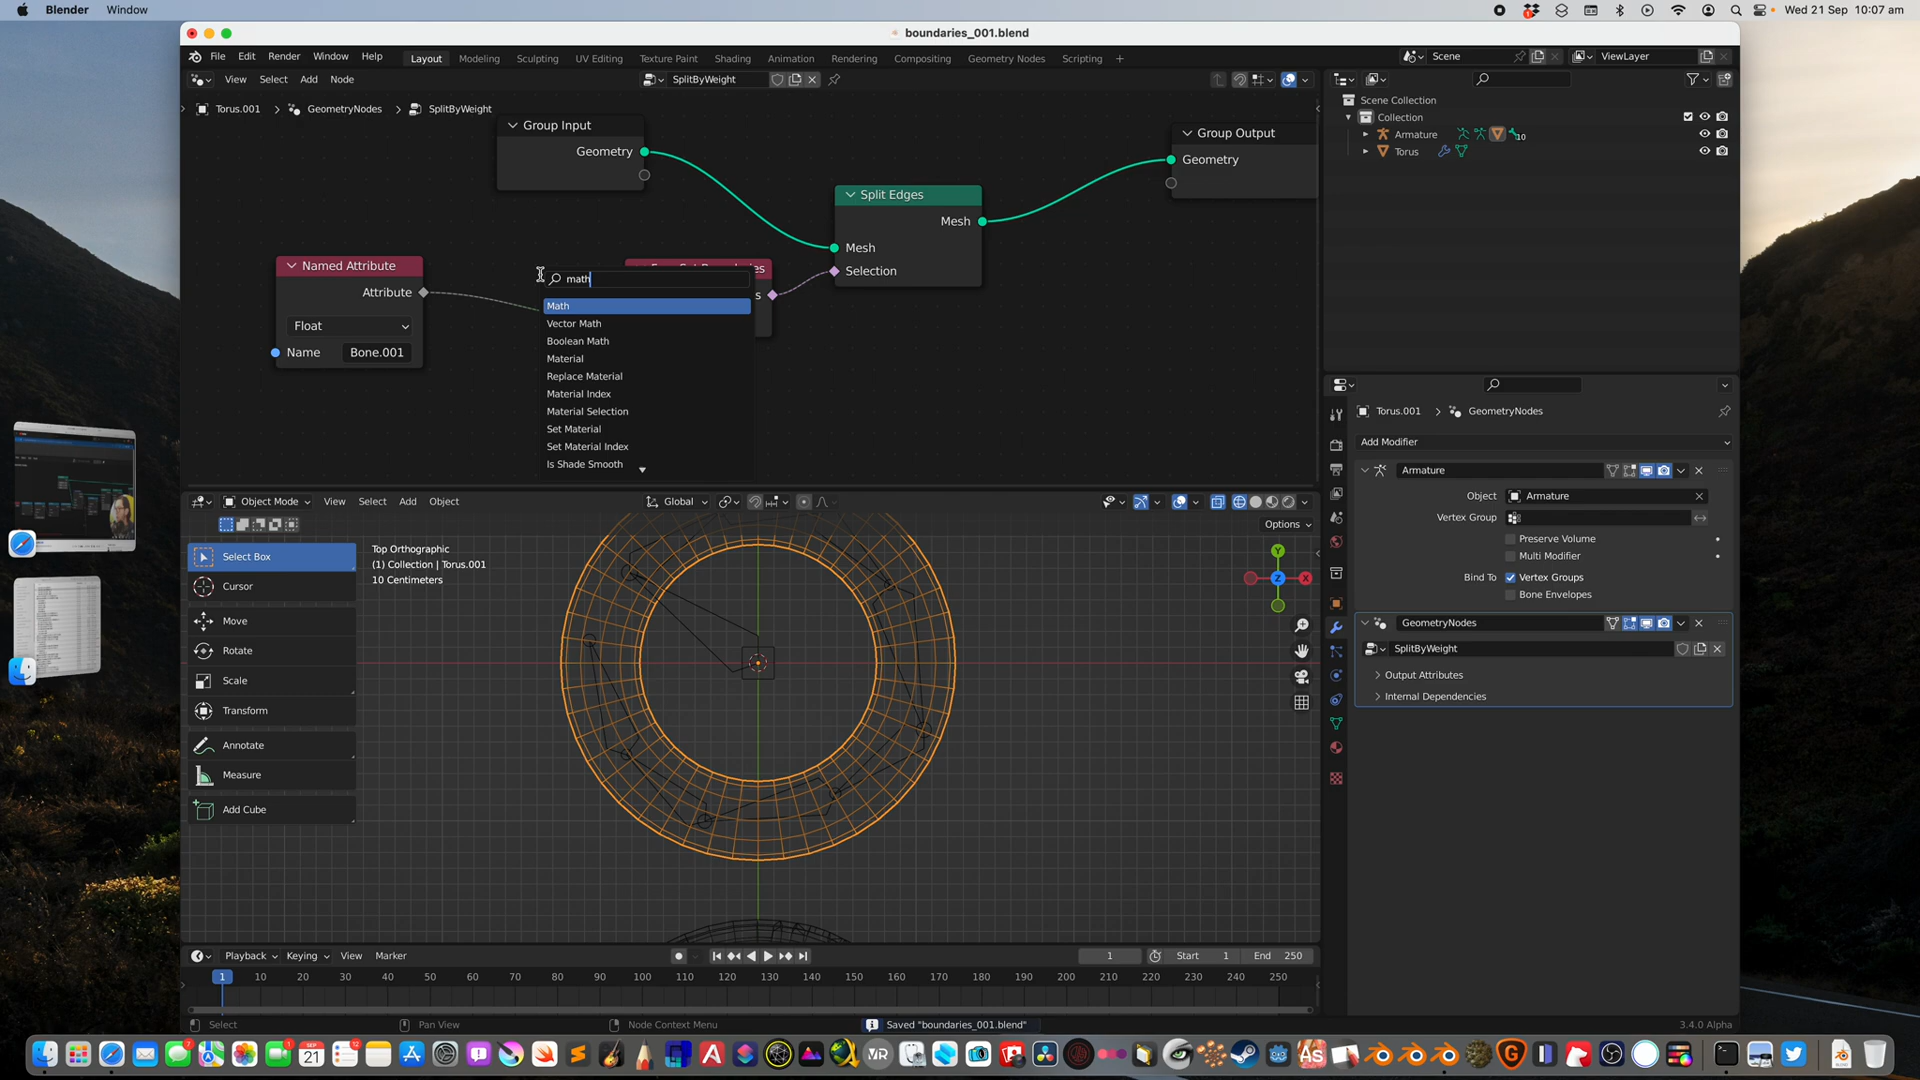 Blender Window
Wed 21 Sep 10:07 am
boundaries_001.blend
File Edit Render Window Help
Layout Modeling Sculpting UV Editing Texture Paint Shading Animation Rendering Compositing Geometry Nodes Scripting +
Scene
ViewLayer
View Select Add Node
SplitByWeight
Torus.001 > GeometryNodes > SplitByWeight
Scene Collection
Collection
Armature
10
Torus
Group Input
Geometry
Group Output
Geometry
Split Edges
Mesh
Mesh
Selection
Named Attribute
Attribute
Float
Name Bone.001
math
Math
Vector Math
Boolean Math
Material
Replace Material
Material Index
Material Selection
Set Material
Set Material Index
Is Shade Smooth
Torus.001 > GeometryNodes
Add Modifier
Armature
Object Armature
Vertex Group
Preserve Volume
Multi Modifier
Bind To Vertex Groups
Bone Envelopes
GeometryNodes
SplitByWeight
Output Attributes
Internal Dependencies
Object Mode View Select Add Object
Global
Options
Select Box
Cursor
Move
Rotate
Scale
Transform
Annotate
Measure
Add Cube
Top Orthographic
(1) Collection | Torus.001
10 Centimeters
Y
X
Z
Playback Keying View Marker
1
Start 1
End 250
1 10 20 30 40 50 60 70 80 90 100 110 120 130 140 150 160 170 180 190 200 210 220 230 240 250
Select
Pan View
Node Context Menu
Saved "boundaries_001.blend"
3.4.0 Alpha